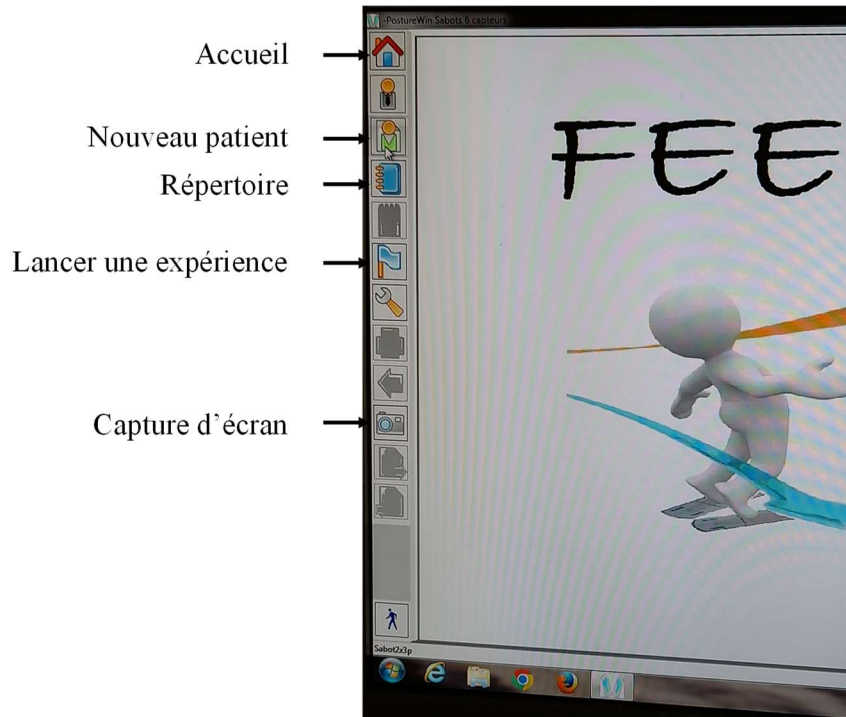 -PostureWin Sabots 6 capteurs
Accueil
FEE
Nouveau patient
Répertoire
Lancer une expérience
Capture d'écran
Sabot2x3p